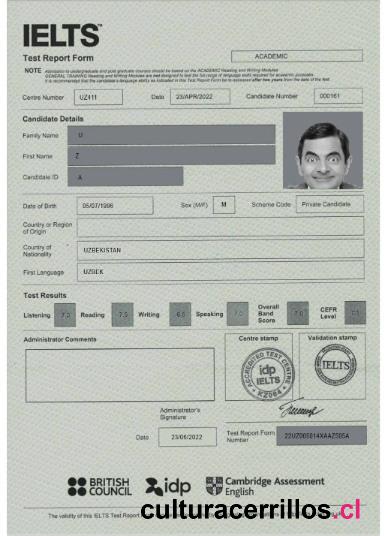 IELTS™
Test Report Form
ACADEMIC
NOTE Admission to undergraduate and post graduate courses should be based on the ACADEMIC Reading and Writing Modules.
GENERAL TRAINING Reading and Writing Modules are not designed to test the full range of language skills required for academic purposes.
It is recommended that the candidate's language ability as indicated in this Test Report Form be re-assessed after two years from the date of the test.
Centre Number UZ411 Date 23/APR/2022 Candidate Number 000161
Candidate Details
Family Name U
First Name Z
Candidate ID A
Date of Birth 05/07/1996 Sex (M/F) M Scheme Code Private Candidate
Country or Region
of Origin
Country of
Nationality UZBEKISTAN
First Language UZBEK
Test Results
Listening 7.0 Reading 7.5 Writing 6.5 Speaking 7.0 Overall Band Score 7.0 CEFR Level
Administrator Comments
Centre stamp
Validation stamp
ACCREDITED TEST CENTRE
idp
IELTS
KZ064
IELTS
Administrator's
Signature
Date 23/06/2022 Test Report Form
Number 
BRITISH
COUNCIL
idp
Cambridge Assessment
English
The validity of this IELTS Test Report
culturacerrillos.cl